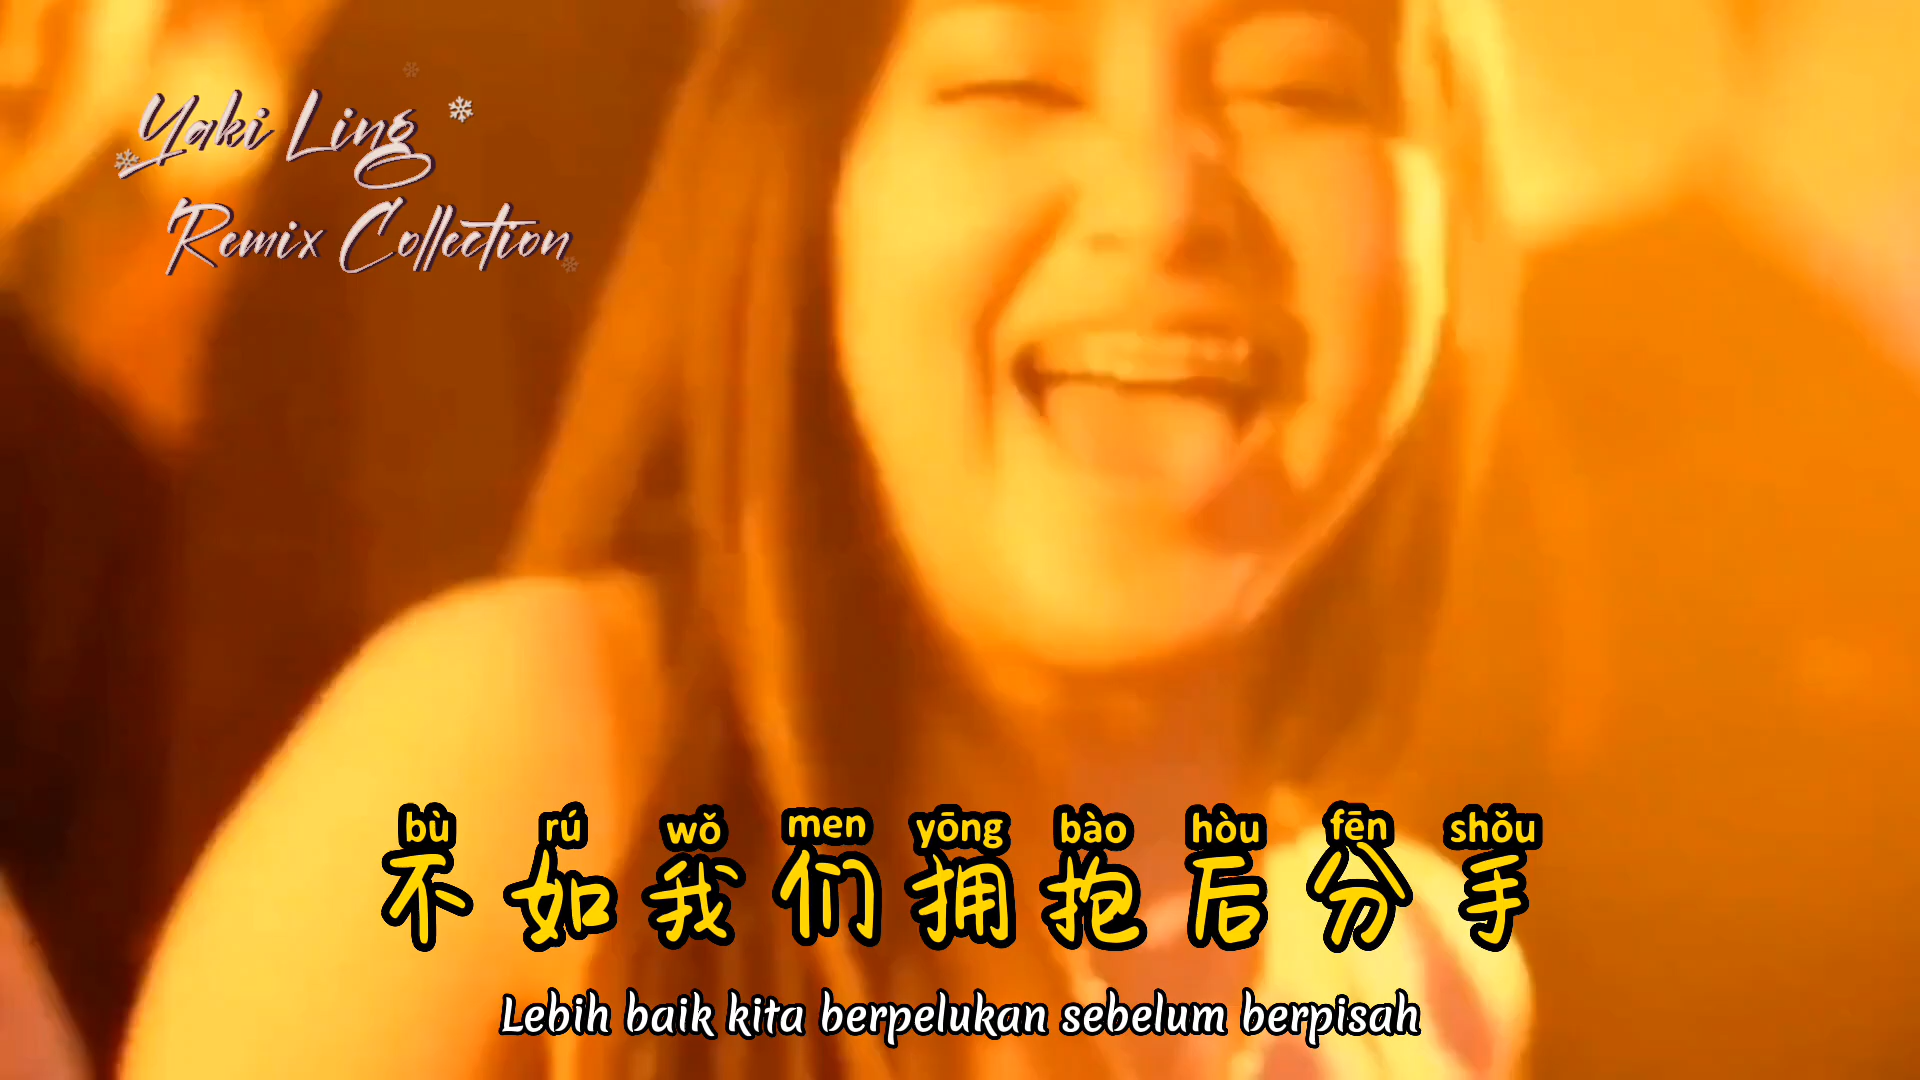 Yaki Ling
Remix Collection
bù rú wǒ men yōng bào hòu fēn shǒu
不如我们拥抱后分手
Lebih baik kita berpelukan sebelum berpisah